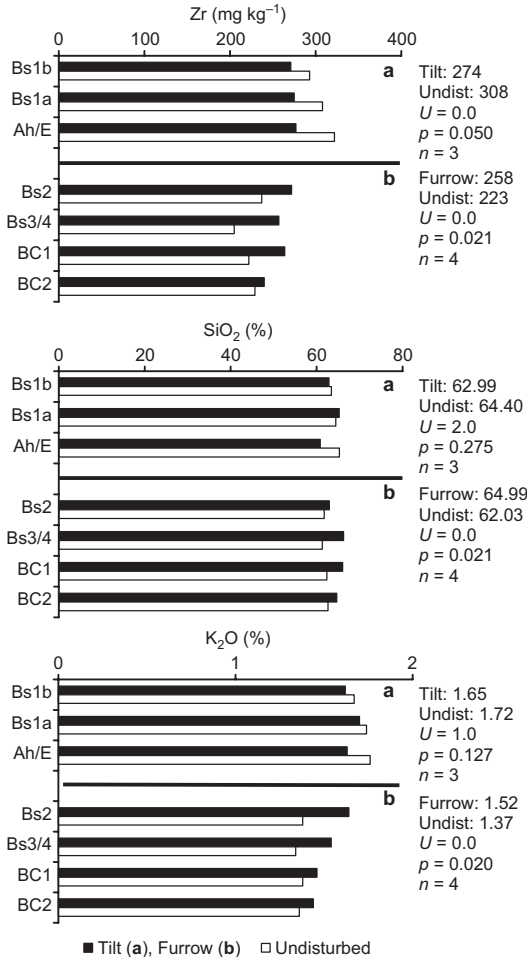 Zr (mg kg⁻¹)
0 100 200 300 400
Bs1b
Bs1a
Ah/E
a
Tilt: 274
Undist: 308
U = 0.0
p = 0.050
n = 3
Bs2
Bs3/4
BC1
BC2
b
Furrow: 258
Undist: 223
U = 0.0
p = 0.021
n = 4
SiO₂ (%)
0 20 40 60 80
Bs1b
Bs1a
Ah/E
a
Tilt: 62.99
Undist: 64.40
U = 2.0
p = 0.275
n = 3
Bs2
Bs3/4
BC1
BC2
b
Furrow: 64.99
Undist: 62.03
U = 0.0
p = 0.021
n = 4
K₂O (%)
0 1 2
Bs1b
Bs1a
Ah/E
a
Tilt: 1.65
Undist: 1.72
U = 1.0
p = 0.127
n = 3
Bs2
Bs3/4
BC1
BC2
b
Furrow: 1.52
Undist: 1.37
U = 0.0
p = 0.020
n = 4
Tilt (a), Furrow (b) Undisturbed